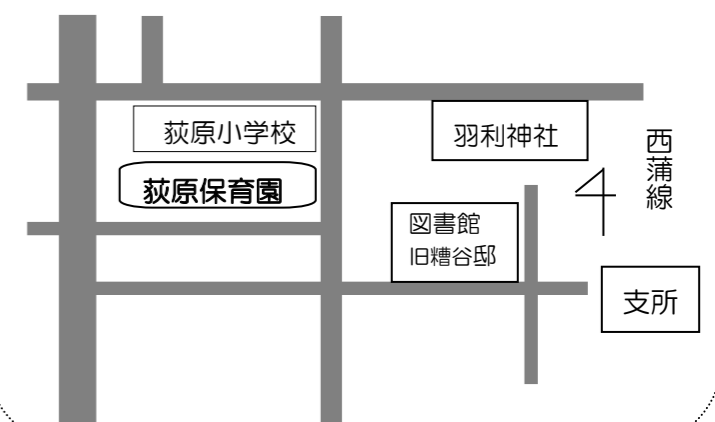 荻原小学校
羽利神社
西蒲線
荻原保育園
図書館
旧糟谷邸
支所